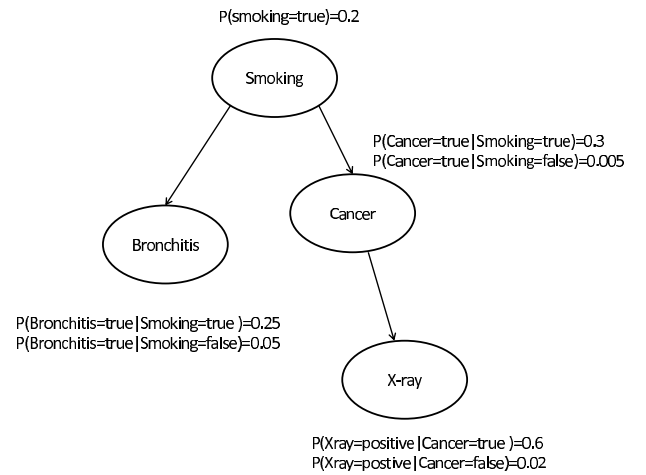 P(smoking=true)=0.2
Smoking
P(Cancer=true|Smoking=true)=0.3
P(Cancer=true|Smoking=false)=0.005
Cancer
Bronchitis
P(Bronchitis=true|Smoking=true )=0.25
P(Bronchitis=true|Smoking=false)=0.05
X-ray
P(Xray=positive|Cancer=true )=0.6
P(Xray=postive|Cancer=false)=0.02